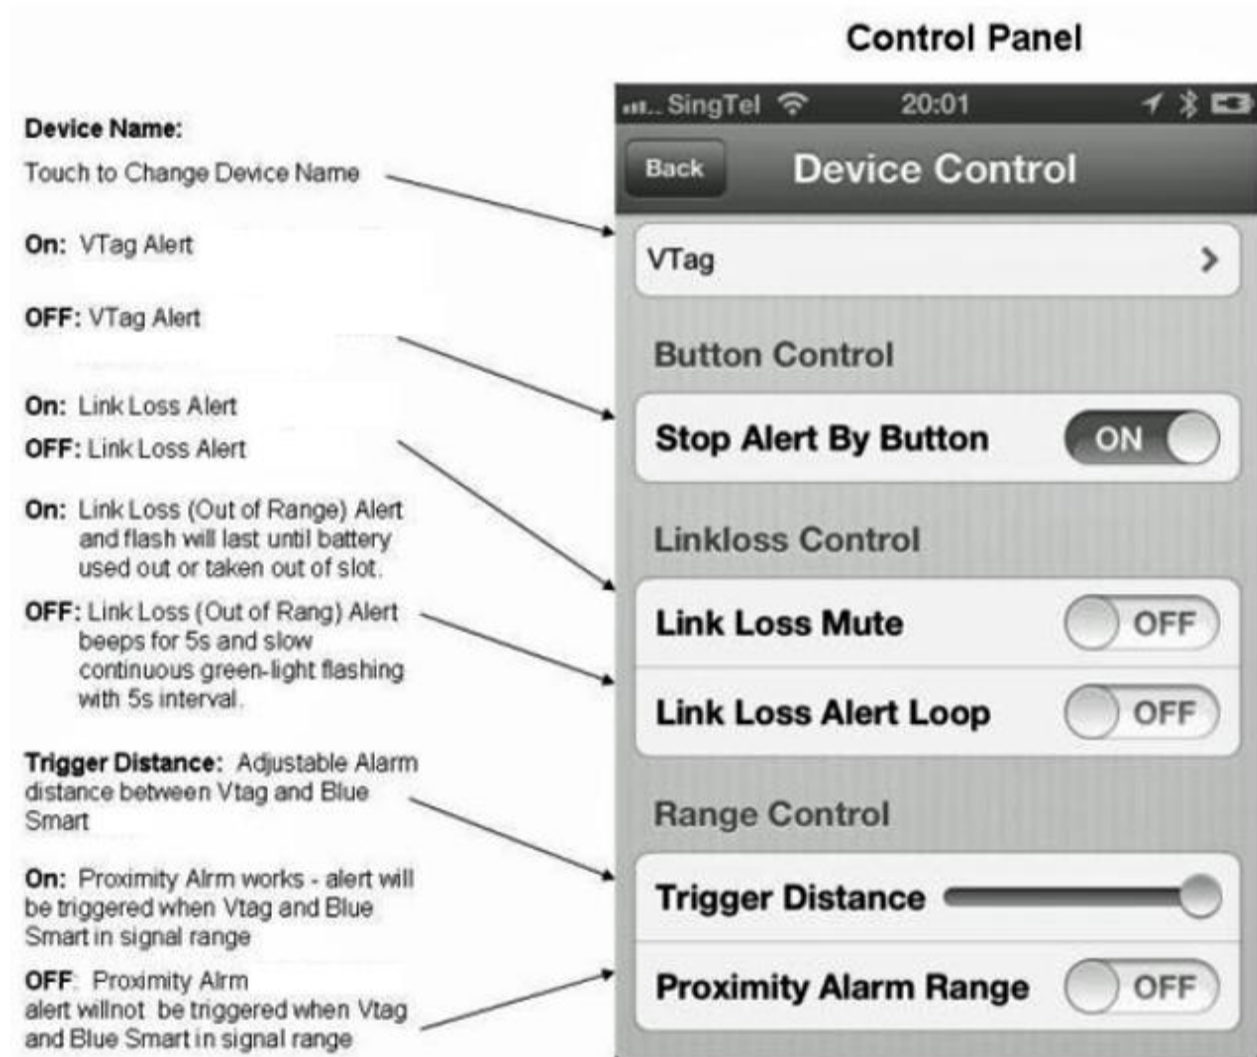 Control Panel
Device Name:
Touch to Change Device Name
On: VTag Alert
OFF: VTag Alert
On: Link Loss Alert
OFF: Link Loss Alert
On: Link Loss (Out of Range) Alert
and flash will last until battery
used out or taken out of slot.
OFF: Link Loss (Out of Rang) Alert
beeps for 5s and slow
continuous green-light flashing
with 5s interval.
Trigger Distance: Adjustable Alarm
distance between Vtag and Blue
Smart
On: Proximity Alrm works - alert will
be triggered when Vtag and Blue
Smart in signal range
OFF: Proximity Alrm
alert willnot be triggered when Vtag
and Blue Smart in signal range
SingTel 20:01
Back Device Control
VTag
Button Control
Stop Alert By Button ON
Linkloss Control
Link Loss Mute OFF
Link Loss Alert Loop OFF
Range Control
Trigger Distance
Proximity Alarm Range OFF